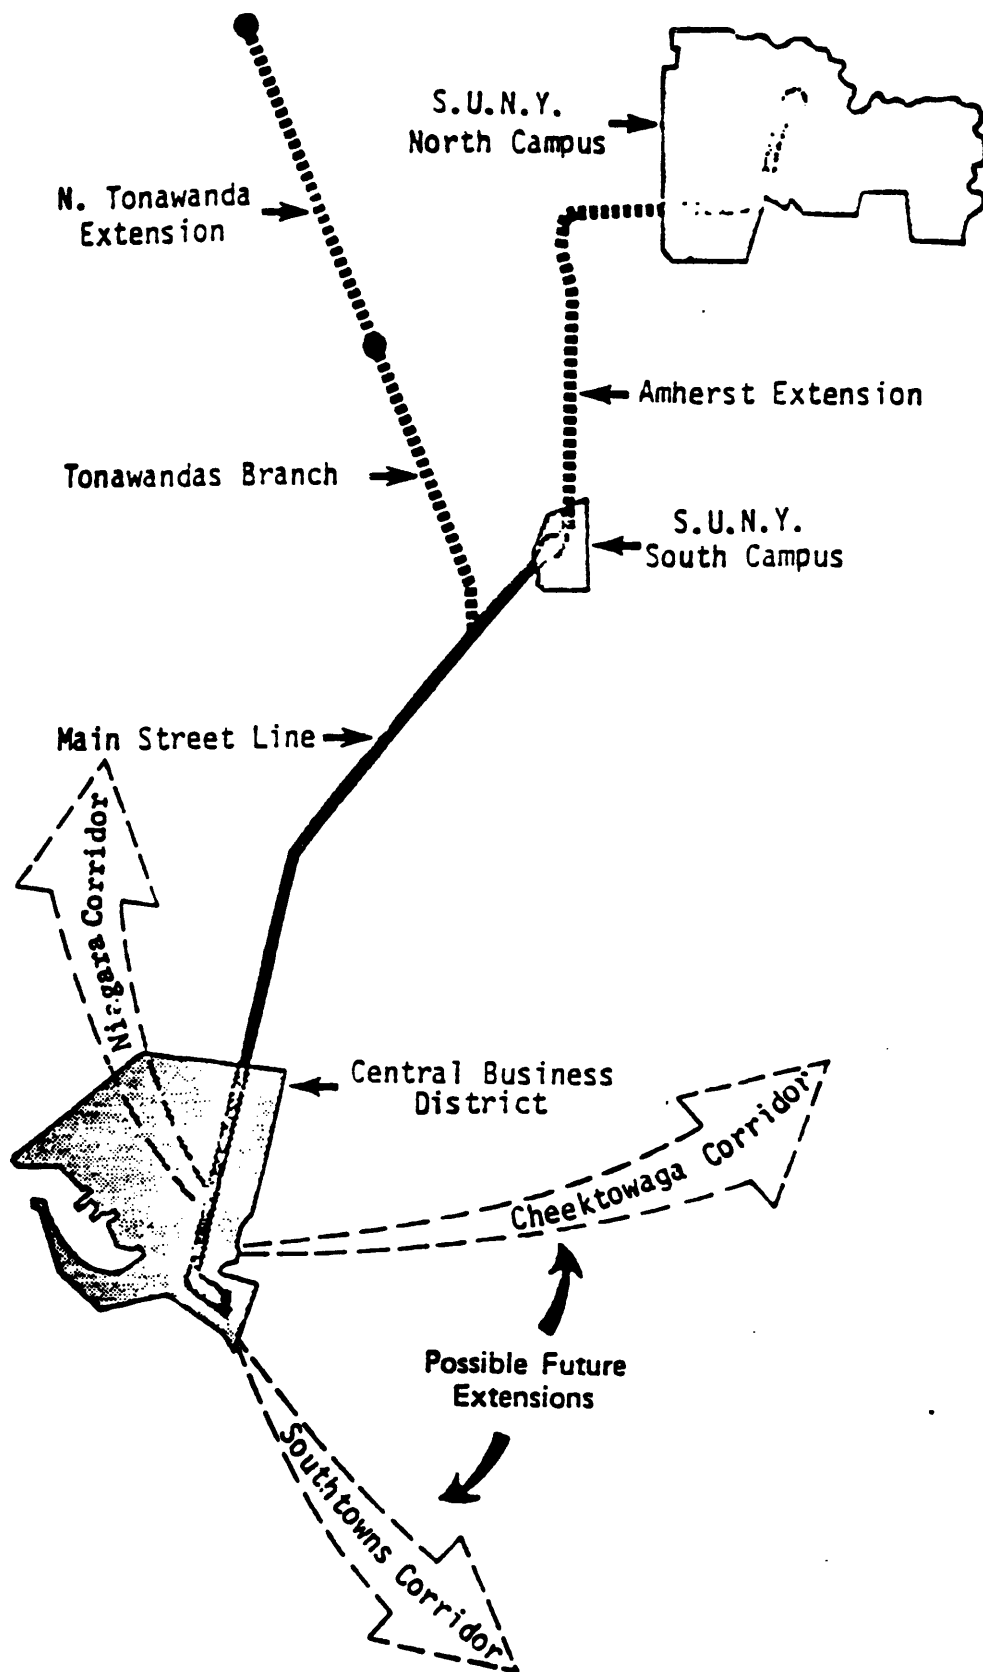 S.U.N.Y.
North Campus
N. Tonawanda
Extension
Amherst Extension
Tonawandas Branch
S.U.N.Y.
South Campus
Main Street Line
Niagara Corridor
Central Business
District
Cheektowaga Corridor
Possible Future
Extensions
Southtowns Corridor